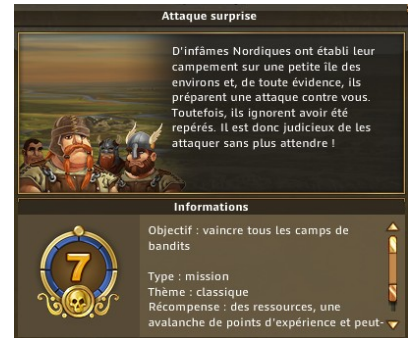 Attaque surprise
D'infâmes Nordiques ont établi leur
campement sur une petite île des
environs et, de toute évidence, ils
préparent une attaque contre vous.
Toutefois, ils ignorent avoir été
repérés. Il est donc judicieux de les
attaquer sans plus attendre !
Informations
7
Objectif : vaincre tous les camps de
bandits
Type : mission
Thème : classique
Récompense : des ressources, une
avalanche de points d'expérience et peut-